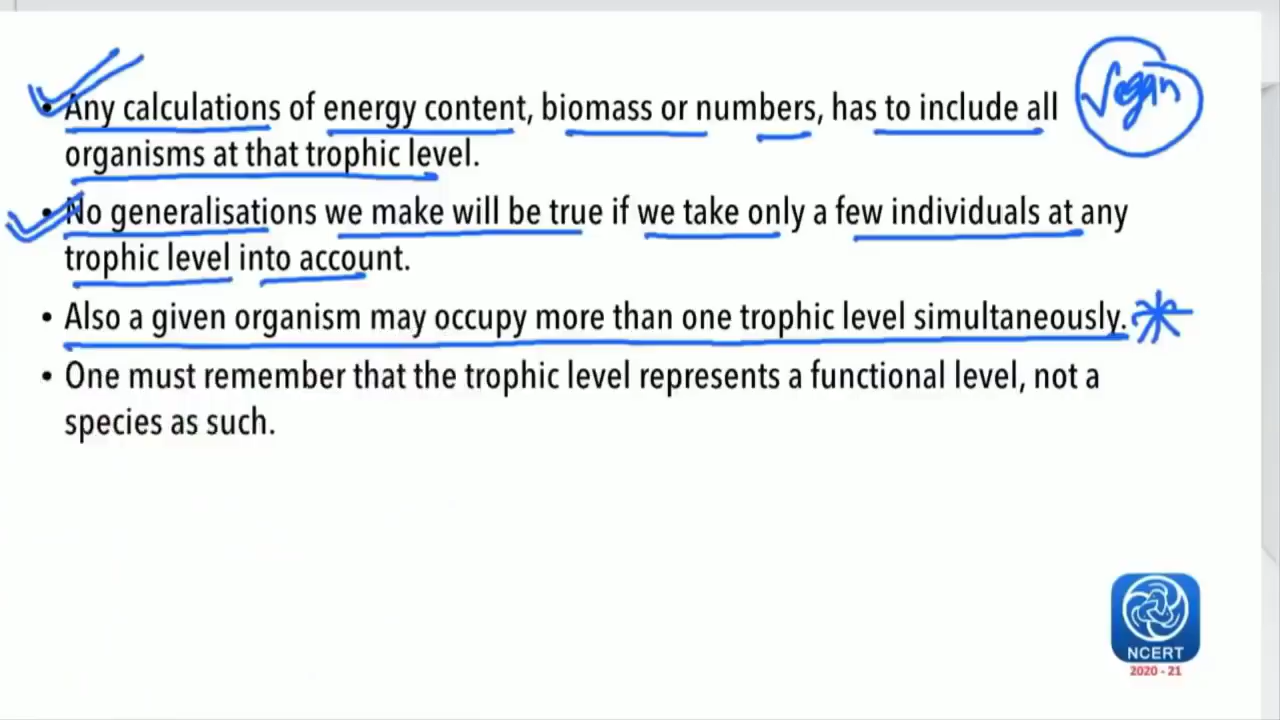 • Any calculations of energy content, biomass or numbers, has to include all
organisms at that trophic level.
Vegan
• No generalisations we make will be true if we take only a few individuals at any
trophic level into account.
• Also a given organism may occupy more than one trophic level simultaneously.
• One must remember that the trophic level represents a functional level, not a
species as such.
NCERT
2020 - 21